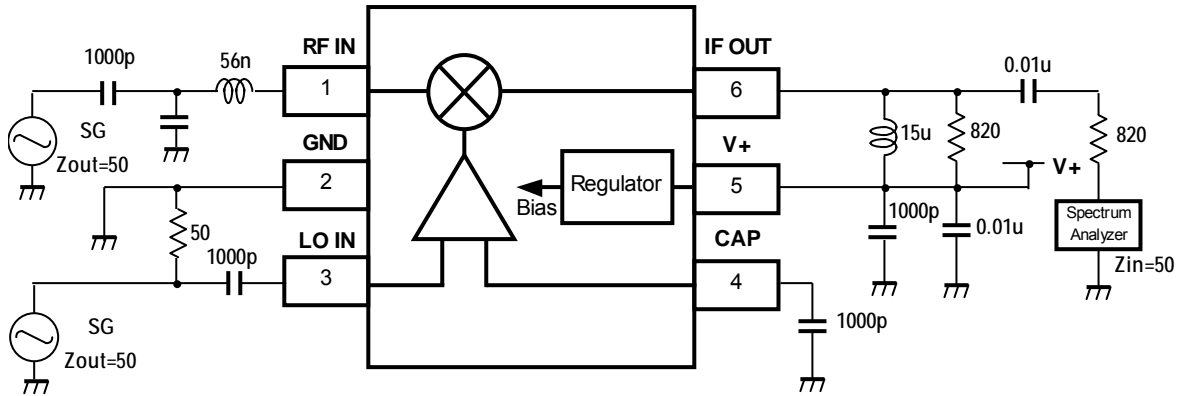 RF IN
IF OUT
1000p
56n
0.01u
1
6
SG
Zout=50
GND
15u
820
820
V+
V+
2
Regulator
5
Bias
50
LO IN
1000p
CAP
1000p
0.01u
Spectrum
Analyzer
3
4
Zin=50
SG
Zout=50
1000p